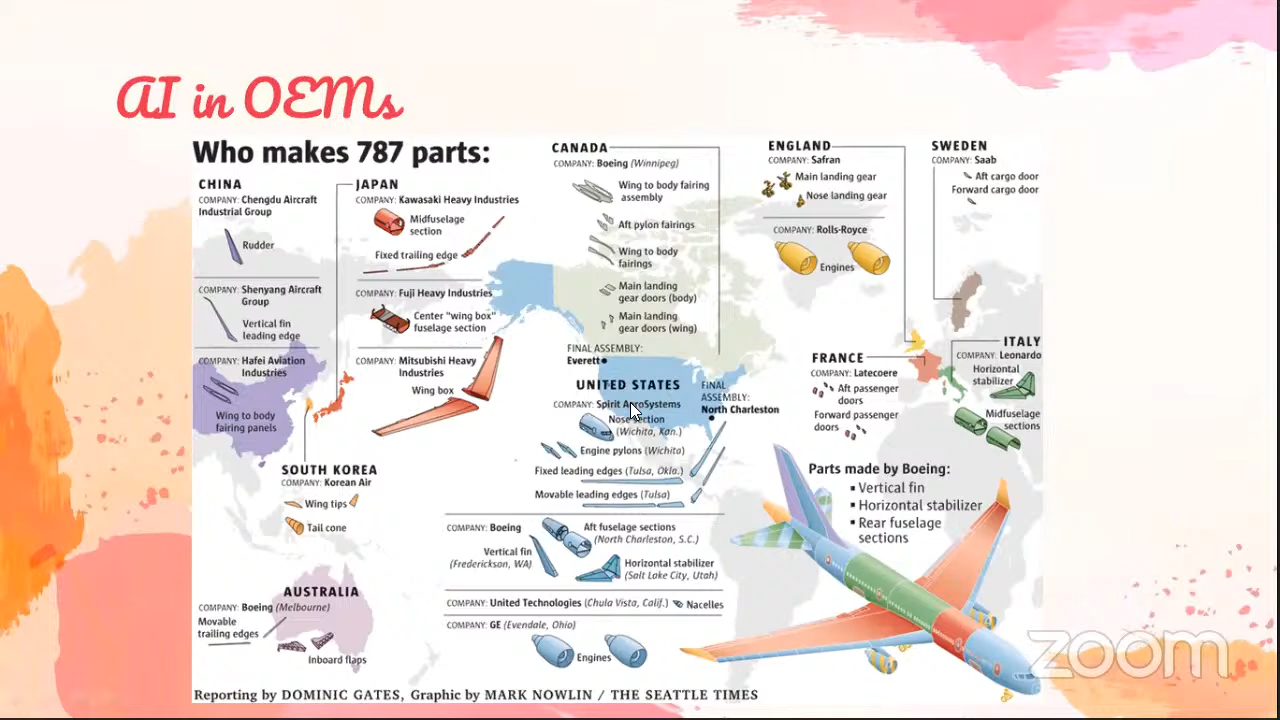 AI in OEMs
Who makes 787 parts:
CHINA
COMPANY: Chengdu Aircraft
Industrial Group
Rudder
COMPANY: Shenyang Aircraft
Group
Vertical fin
leading edge
COMPANY: Hafei Aviation
Industries
Wing to body
fairing panels
JAPAN
COMPANY: Kawasaki Heavy Industries
Midfuselage
section
Fixed trailing edge
COMPANY: Fuji Heavy Industries
Center "wing box"
fuselage section
COMPANY: Mitsubishi Heavy
Industries
Wing box
SOUTH KOREA
COMPANY: Korean Air
Wing tips
Tail cone
AUSTRALIA
COMPANY: Boeing (Melbourne)
Movable
trailing edges
Inboard flaps
CANADA
COMPANY: Boeing (Winnipeg)
Wing to body fairing
assembly
Aft pylon fairings
Wing to body
fairings
Main landing
gear doors (body)
Main landing
gear doors (wing)
FINAL ASSEMBLY:
Everett
UNITED STATES
COMPANY: Spirit AeroSystems
Nose section
(Wichita, Kan.)
Engine pylons (Wichita)
Fixed leading edges (Tulsa, Okla.)
Movable leading edges (Tulsa)
FINAL
ASSEMBLY:
North Charleston
COMPANY: Boeing
Aft fuselage sections
(North Charleston, S.C.)
Vertical fin
(Frederickson, WA)
Horizontal stabilizer
(Salt Lake City, Utah)
COMPANY: United Technologies (Chula Vista, Calif.)
Nacelles
COMPANY: GE (Evendale, Ohio)
Engines
ENGLAND
COMPANY: Safran
Main landing gear
Nose landing gear
COMPANY: Rolls-Royce
Engines
SWEDEN
COMPANY: Saab
Aft cargo door
Forward cargo door
FRANCE
COMPANY: Latecoere
Aft passenger
doors
Forward passenger
doors
ITALY
COMPANY: Leonardo
Horizontal
stabilizer
Midfuselage
sections
Parts made by Boeing:
▪ Vertical fin
▪ Horizontal stabilizer
▪ Rear fuselage
sections
Reporting by DOMINIC GATES, Graphic by MARK NOWLIN / THE SEATTLE TIMES
zoom